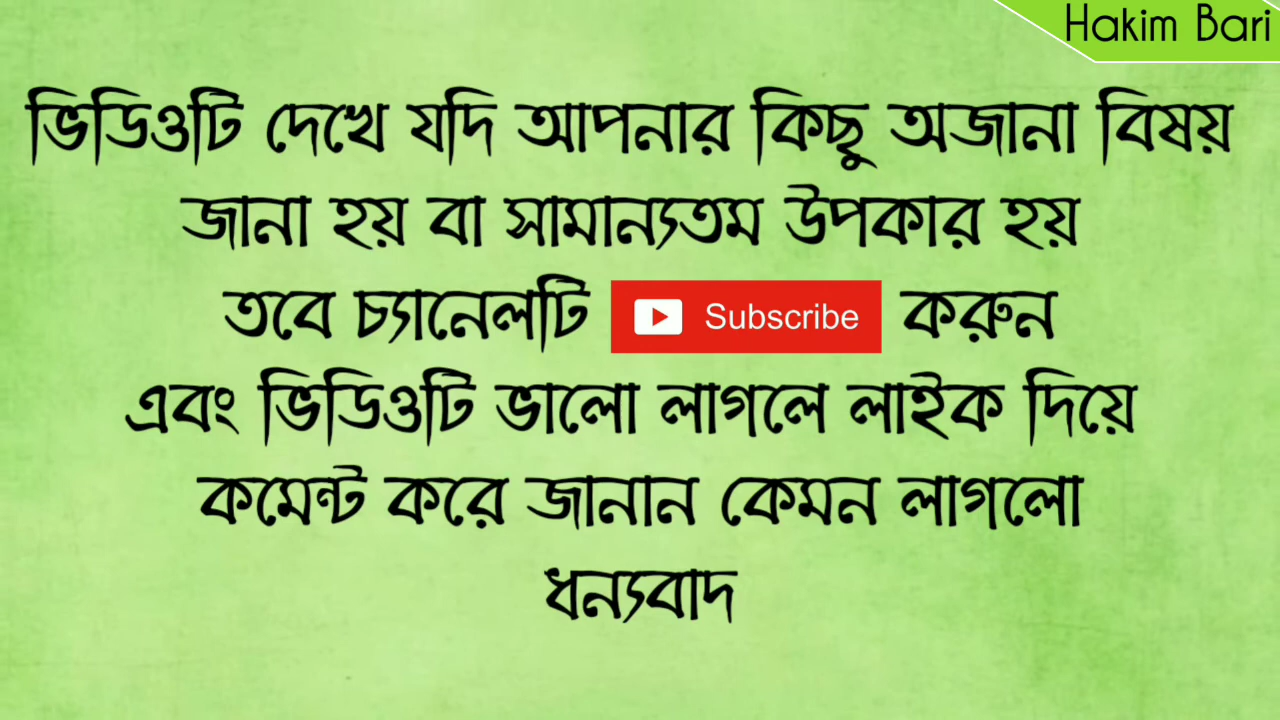 Hakim Bari
ভিডিওটি দেখে যদি আপনার কিছু অজানা বিষয়
জানা হয় বা সামান্যতম উপকার হয়
তবে চ্যানেলটি Subscribe করুন
এবং ভিডিওটি ভালো লাগলে লাইক দিয়ে
কমেন্ট করে জানান কেমন লাগলো
ধন্যবাদ